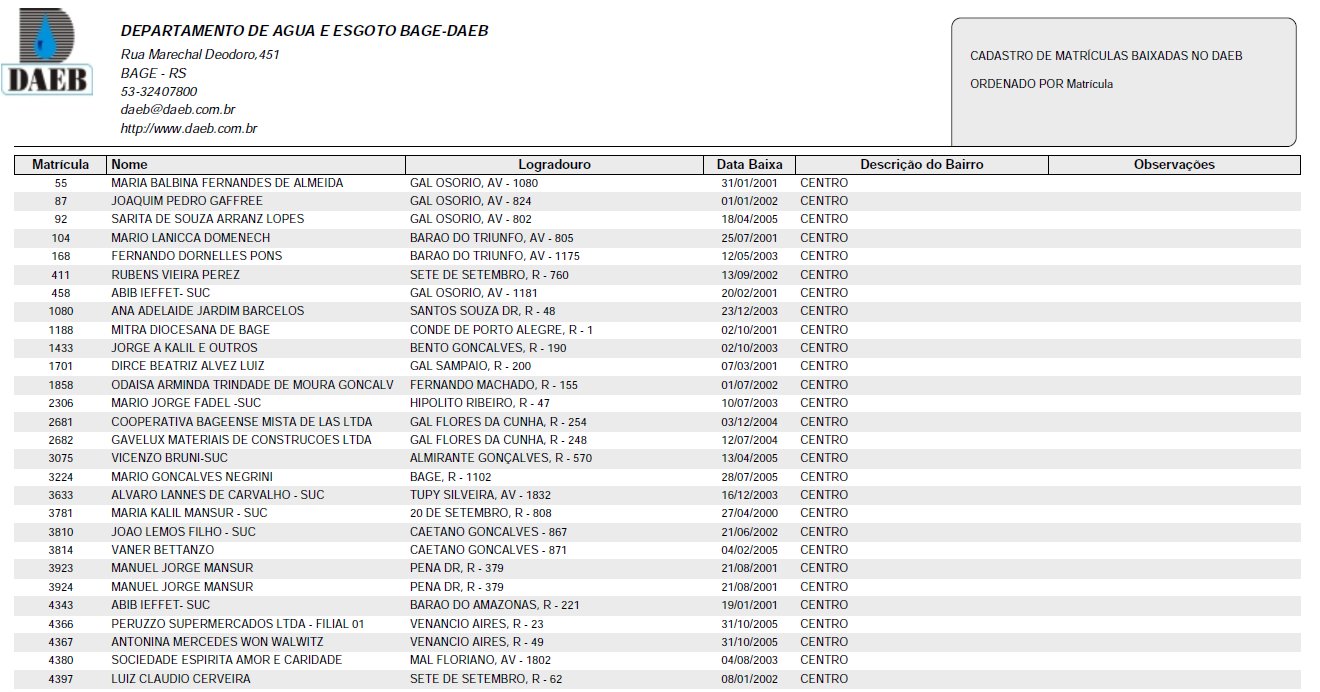 DAEB
DEPARTAMENTO DE AGUA E ESGOTO BAGE-DAEB
Rua Marechal Deodoro,451
BAGE - RS
53-32407800
daeb@daeb.com.br
http://www.daeb.com.br
CADASTRO DE MATRÍCULAS BAIXADAS NO DAEB
ORDENADO POR Matrícula
Matrícula Nome Logradouro Data Baixa Descrição do Bairro Observações
55 MARIA BALBINA FERNANDES DE ALMEIDA GAL OSORIO, AV - 1080 31/01/2001 CENTRO
87 JOAQUIM PEDRO GAFFREE GAL OSORIO, AV - 824 01/01/2002 CENTRO
92 SARITA DE SOUZA ARRANZ LOPES GAL OSORIO, AV - 802 18/04/2005 CENTRO
104 MARIO LANICCA DOMENECH BARAO DO TRIUNFO, AV - 805 25/07/2001 CENTRO
168 FERNANDO DORNELLES PONS BARAO DO TRIUNFO, AV - 1175 12/05/2003 CENTRO
411 RUBENS VIEIRA PEREZ SETE DE SETEMBRO, R - 760 13/09/2002 CENTRO
458 ABIB IEFFET- SUC GAL OSORIO, AV - 1181 20/02/2001 CENTRO
1080 ANA ADELAIDE JARDIM BARCELOS SANTOS SOUZA DR, R - 48 23/12/2003 CENTRO
1188 MITRA DIOCESANA DE BAGE CONDE DE PORTO ALEGRE, R - 1 02/10/2001 CENTRO
1433 JORGE A KALIL E OUTROS BENTO GONCALVES, R - 190 02/10/2003 CENTRO
1701 DIRCE BEATRIZ ALVEZ LUIZ GAL SAMPAIO, R - 200 07/03/2001 CENTRO
1858 ODAISA ARMINDA TRINDADE DE MOURA GONCALV FERNANDO MACHADO, R - 155 01/07/2002 CENTRO
2306 MARIO JORGE FADEL -SUC HIPOLITO RIBEIRO, R - 47 10/07/2003 CENTRO
2681 COOPERATIVA BAGEENSE MISTA DE LAS LTDA GAL FLORES DA CUNHA, R - 254 03/12/2004 CENTRO
2682 GAVELUX MATERIAIS DE CONSTRUCOES LTDA GAL FLORES DA CUNHA, R - 248 12/07/2004 CENTRO
3075 VICENZO BRUNI-SUC ALMIRANTE GONÇALVES, R - 570 13/04/2005 CENTRO
3224 MARIO GONCALVES NEGRINI BAGE, R - 1102 28/07/2005 CENTRO
3633 ALVARO LANNES DE CARVALHO - SUC TUPY SILVEIRA, AV - 1832 16/12/2003 CENTRO
3781 MARIA KALIL MANSUR - SUC 20 DE SETEMBRO, R - 808 27/04/2000 CENTRO
3810 JOAO LEMOS FILHO - SUC CAETANO GONCALVES - 867 21/06/2002 CENTRO
3814 VANER BETTANZO CAETANO GONCALVES - 871 04/02/2005 CENTRO
3923 MANUEL JORGE MANSUR PENA DR, R - 379 21/08/2001 CENTRO
3924 MANUEL JORGE MANSUR PENA DR, R - 379 21/08/2001 CENTRO
4343 ABIB IEFFET- SUC BARAO DO AMAZONAS, R - 221 19/01/2001 CENTRO
4366 PERUZZO SUPERMERCADOS LTDA - FILIAL 01 VENANCIO AIRES, R - 23 31/10/2005 CENTRO
4367 ANTONINA MERCEDES WON WALWITZ VENANCIO AIRES, R - 49 31/10/2005 CENTRO
4380 SOCIEDADE ESPIRITA AMOR E CARIDADE MAL FLORIANO, AV - 1802 04/08/2003 CENTRO
4397 LUIZ CLAUDIO CERVEIRA SETE DE SETEMBRO, R - 62 08/01/2002 CENTRO